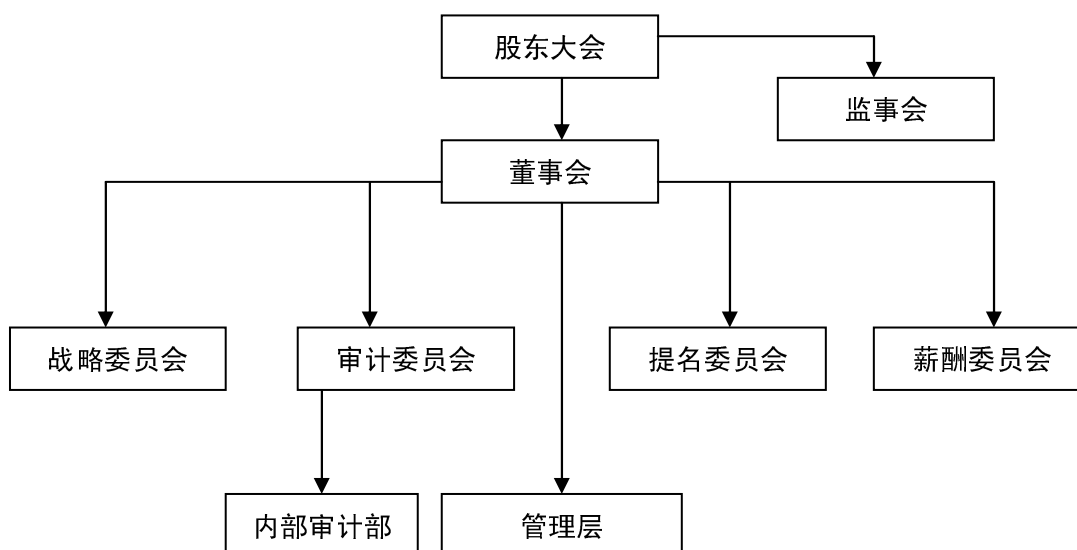 股东大会
监事会
董事会
战略委员会
审计委员会
提名委员会
薪酬委员会
内部审计部
管理层